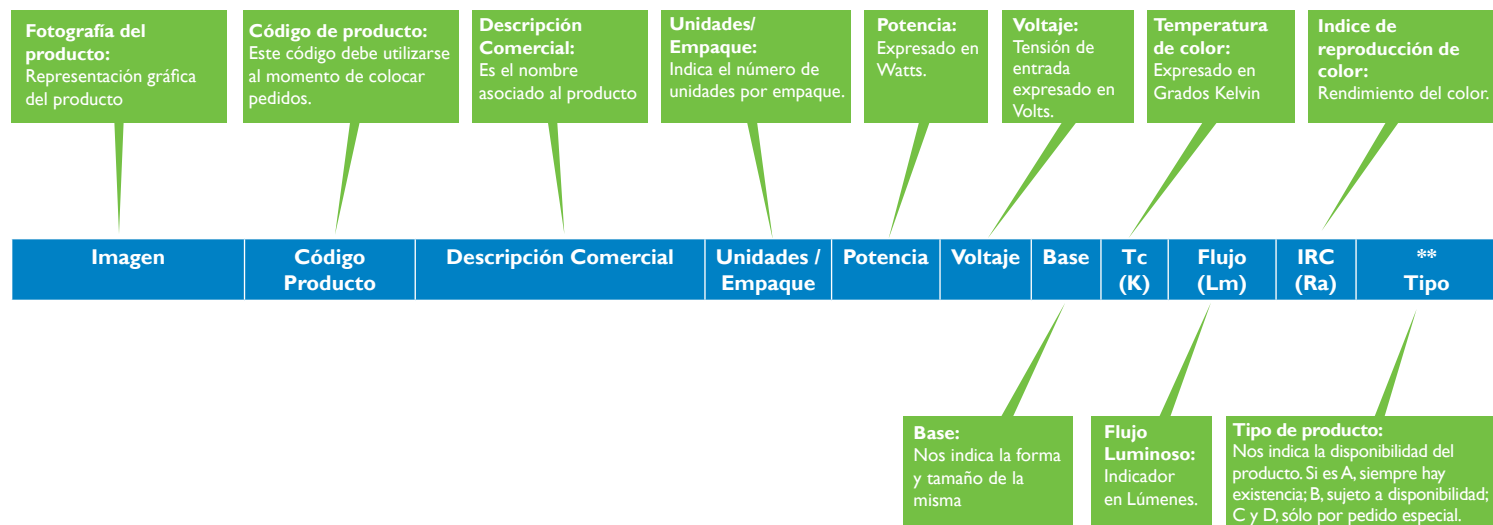 Fotografía del
producto:
Representación gráfica
del producto
Código de producto:
Este código debe utilizarse
al momento de colocar
pedidos.
Descripción
Comercial:
Es el nombre
asociado al producto
Unidades/
Empaque:
Indica el número de
unidades por empaque.
Potencia:
Expresado en
Watts.
Voltaje:
Tensión de
entrada
expresado en
Volts.
Temperatura
de color:
Expresado en
Grados Kelvin
Indice de
reproducción de
color:
Rendimiento del color.
Imagen
Código
Producto
Descripción Comercial
Unidades /
Empaque
Potencia
Voltaje
Base
Tc
(K)
Flujo
(Lm)
IRC
(Ra)
**
Tipo
Base:
Nos indica la forma
y tamaño de la
misma
Flujo
Luminoso:
Indicador
en Lúmenes.
Tipo de producto:
Nos indica la disponibilidad del
producto. Si es A, siempre hay
existencia; B, sujeto a disponibilidad;
C y D, sólo por pedido especial.